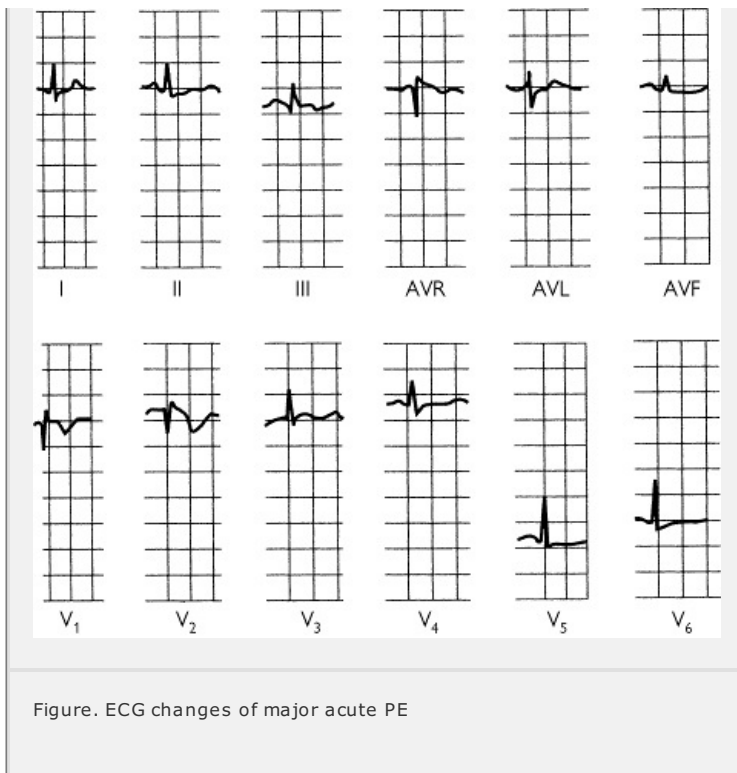 I II III AVR AVL AVF
V1 V2 V3 V4 V5 V6
Figure. ECG changes of major acute PE